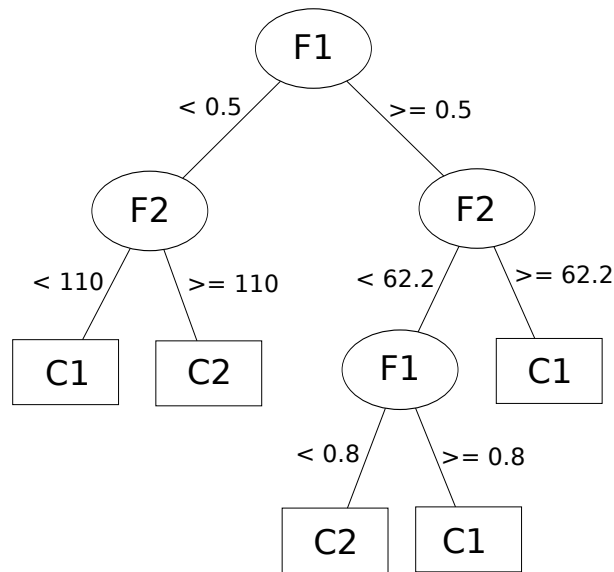 F1
< 0.5
>= 0.5
F2
F2
< 110
>= 110
< 62.2
>= 62.2
C1
C2
F1
C1
< 0.8
>= 0.8
C2
C1